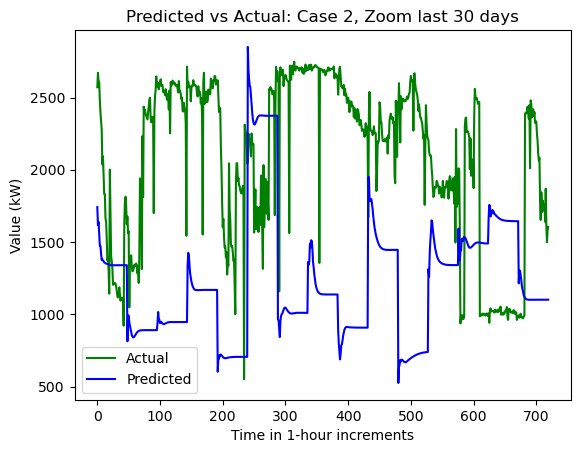 Predicted vs Actual: Case 2, Zoom last 30 days
Value (kW)
2500
2000
1500
1000
500
Actual
Predicted
0 100 200 300 400 500 600 700
Time in 1-hour increments